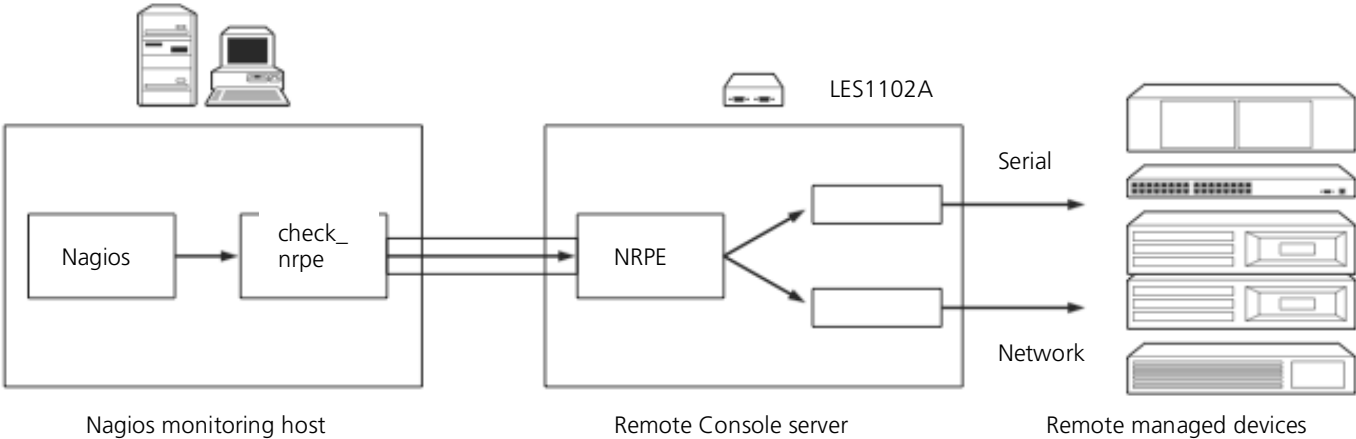 LES1102A
Serial
Nagios
check_
nrpe
NRPE
Network
Nagios monitoring host
Remote Console server
Remote managed devices